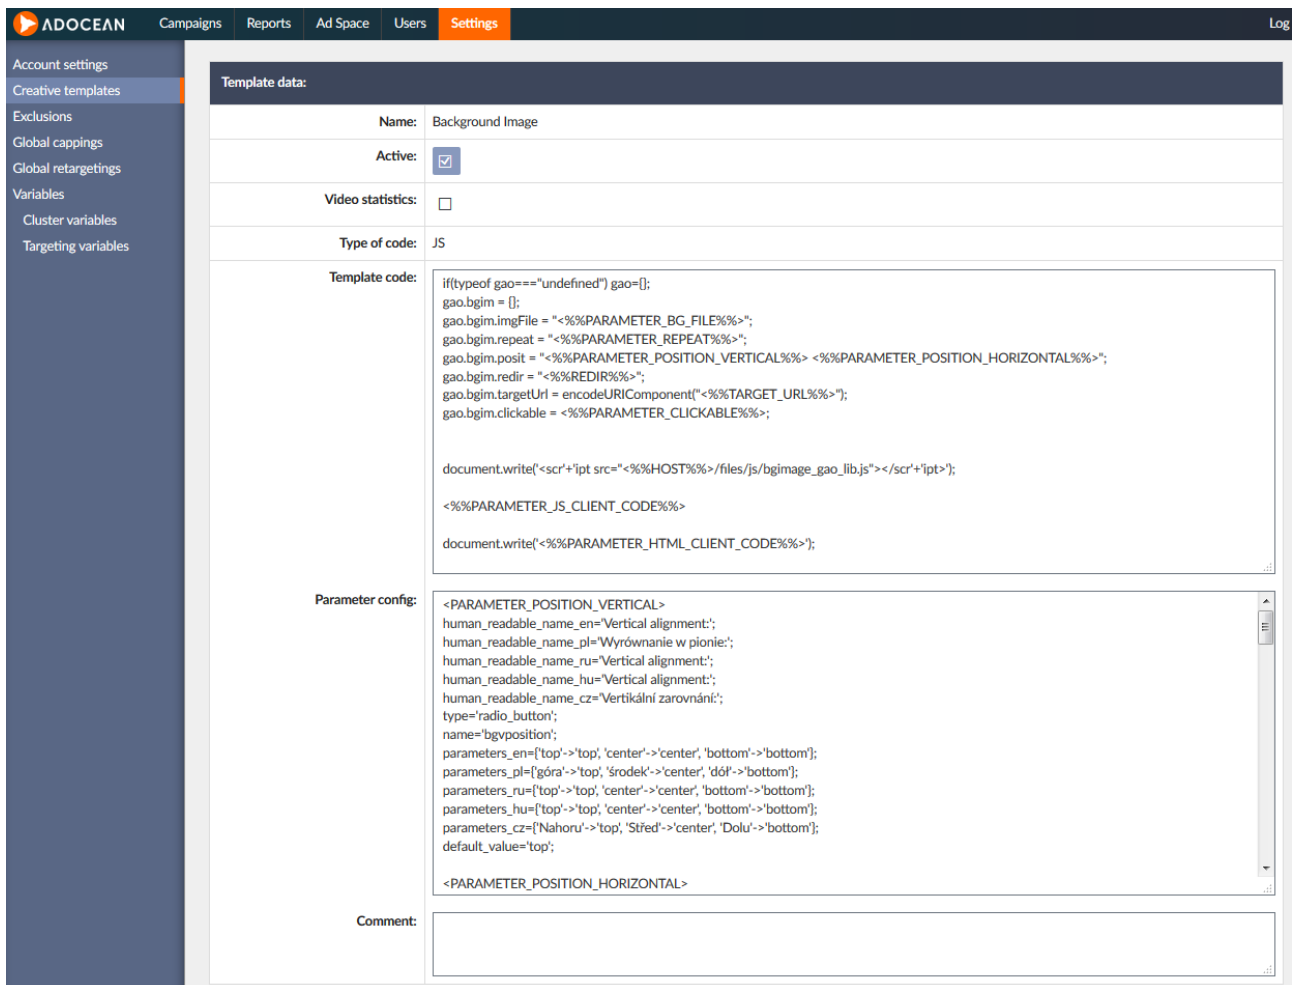 ADOCEAN Campaigns Reports Ad Space Users Settings Log
Account settings
Creative templates
Exclusions
Global cappings
Global retargetings
Variables
Cluster variables
Targeting variables
Template data:
Name: Background Image
Active:
Video statistics:
Type of code: JS
Template code:
if(typeof gao==="undefined") gao={};
gao.bgim = {};
gao.bgim.imgFile = "<%%PARAMETER_BG_FILE%%>";
gao.bgim.repeat = "<%%PARAMETER_REPEAT%%>";
gao.bgim.posit = "<%%PARAMETER_POSITION_VERTICAL%%> <%%PARAMETER_POSITION_HORIZONTAL%%>";
gao.bgim.redir = "<%%REDIR%%>";
gao.bgim.targetUrl = encodeURIComponent("<%%TARGET_URL%%>");
gao.bgim.clickable = <%%PARAMETER_CLICKABLE%%>;
document.write('<scr'+'ipt src="<%%HOST%%>/files/js/bgimage_gao_lib.js"></scr'+'ipt>');
<%%PARAMETER_JS_CLIENT_CODE%%>
document.write('<%%PARAMETER_HTML_CLIENT_CODE%%>');
Parameter config:
<PARAMETER_POSITION_VERTICAL>
human_readable_name_en='Vertical alignment:';
human_readable_name_pl='Wyrównanie w pionie:';
human_readable_name_ru='Vertical alignment:';
human_readable_name_hu='Vertical alignment:';
human_readable_name_cz='Vertikální zarovnání:';
type='radio_button';
name='bgvposition';
parameters_en={'top'->'top', 'center'->'center', 'bottom'->'bottom'};
parameters_pl={'góra'->'top', 'środek'->'center', 'dół'->'bottom'};
parameters_ru={'top'->'top', 'center'->'center', 'bottom'->'bottom'};
parameters_hu={'top'->'top', 'center'->'center', 'bottom'->'bottom'};
parameters_cz={'Nahoru'->'top', 'Střed'->'center', 'Dolu'->'bottom'};
default_value='top';
<PARAMETER_POSITION_HORIZONTAL>
Comment: